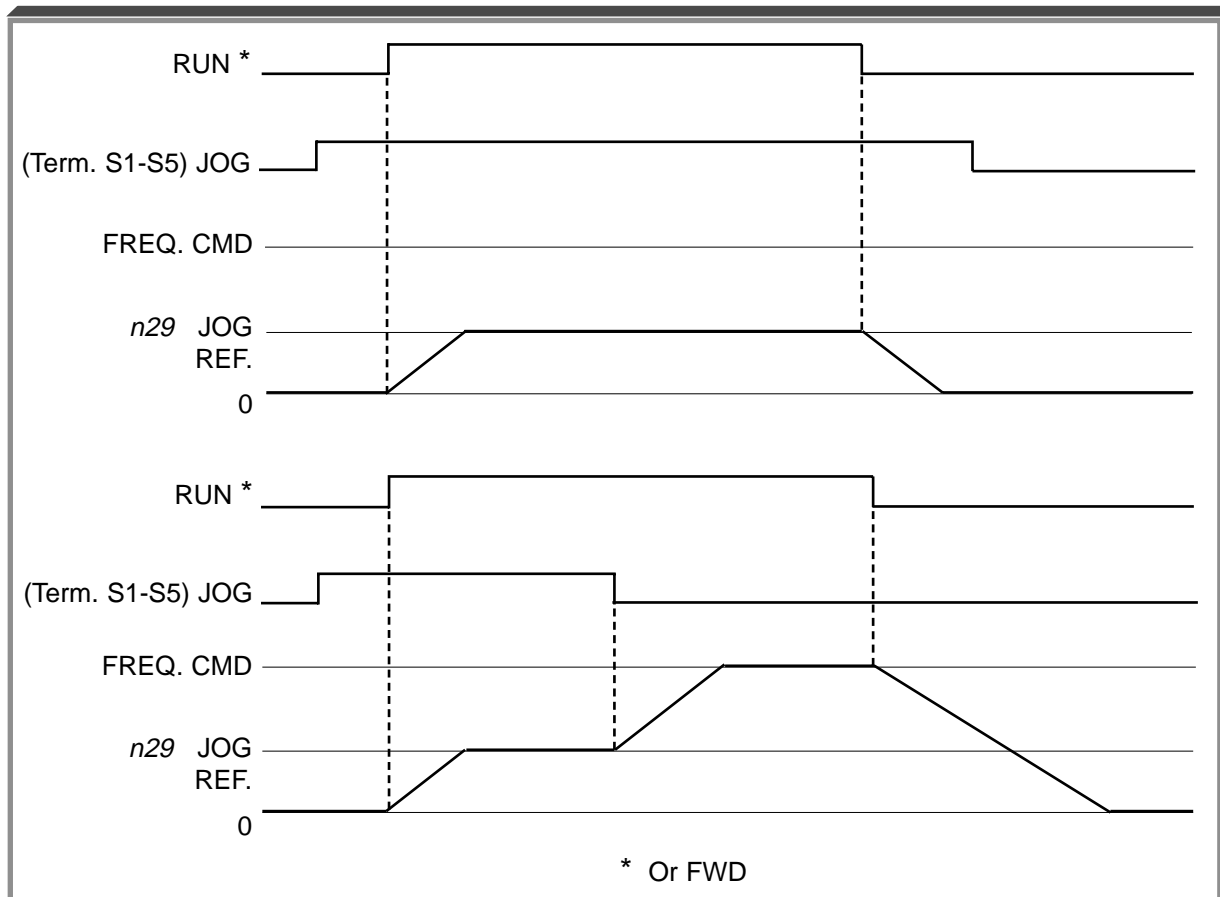 RUN *
(Term. S1-S5) JOG
FREQ. CMD
n29 JOG
REF.
0
RUN *
(Term. S1-S5) JOG
FREQ. CMD
n29 JOG
REF.
0
* Or FWD